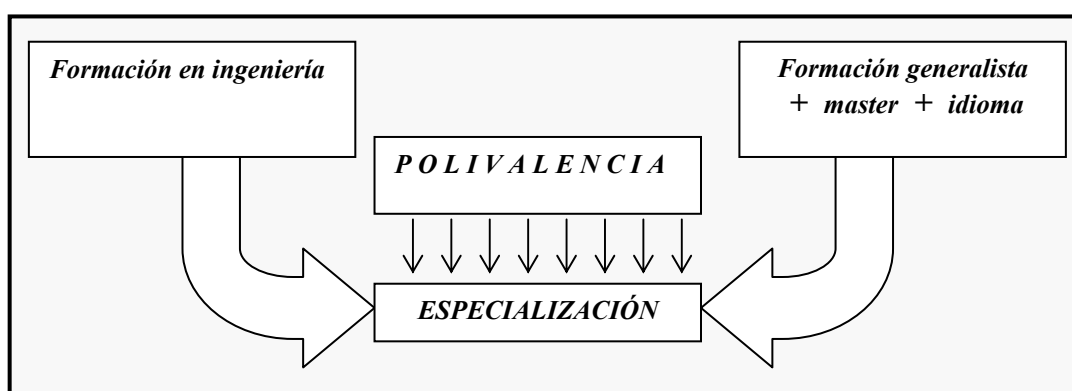 Formación en ingeniería
Formación generalista
+ master + idioma
P O L I V A L E N C I A
ESPECIALIZACIÓN